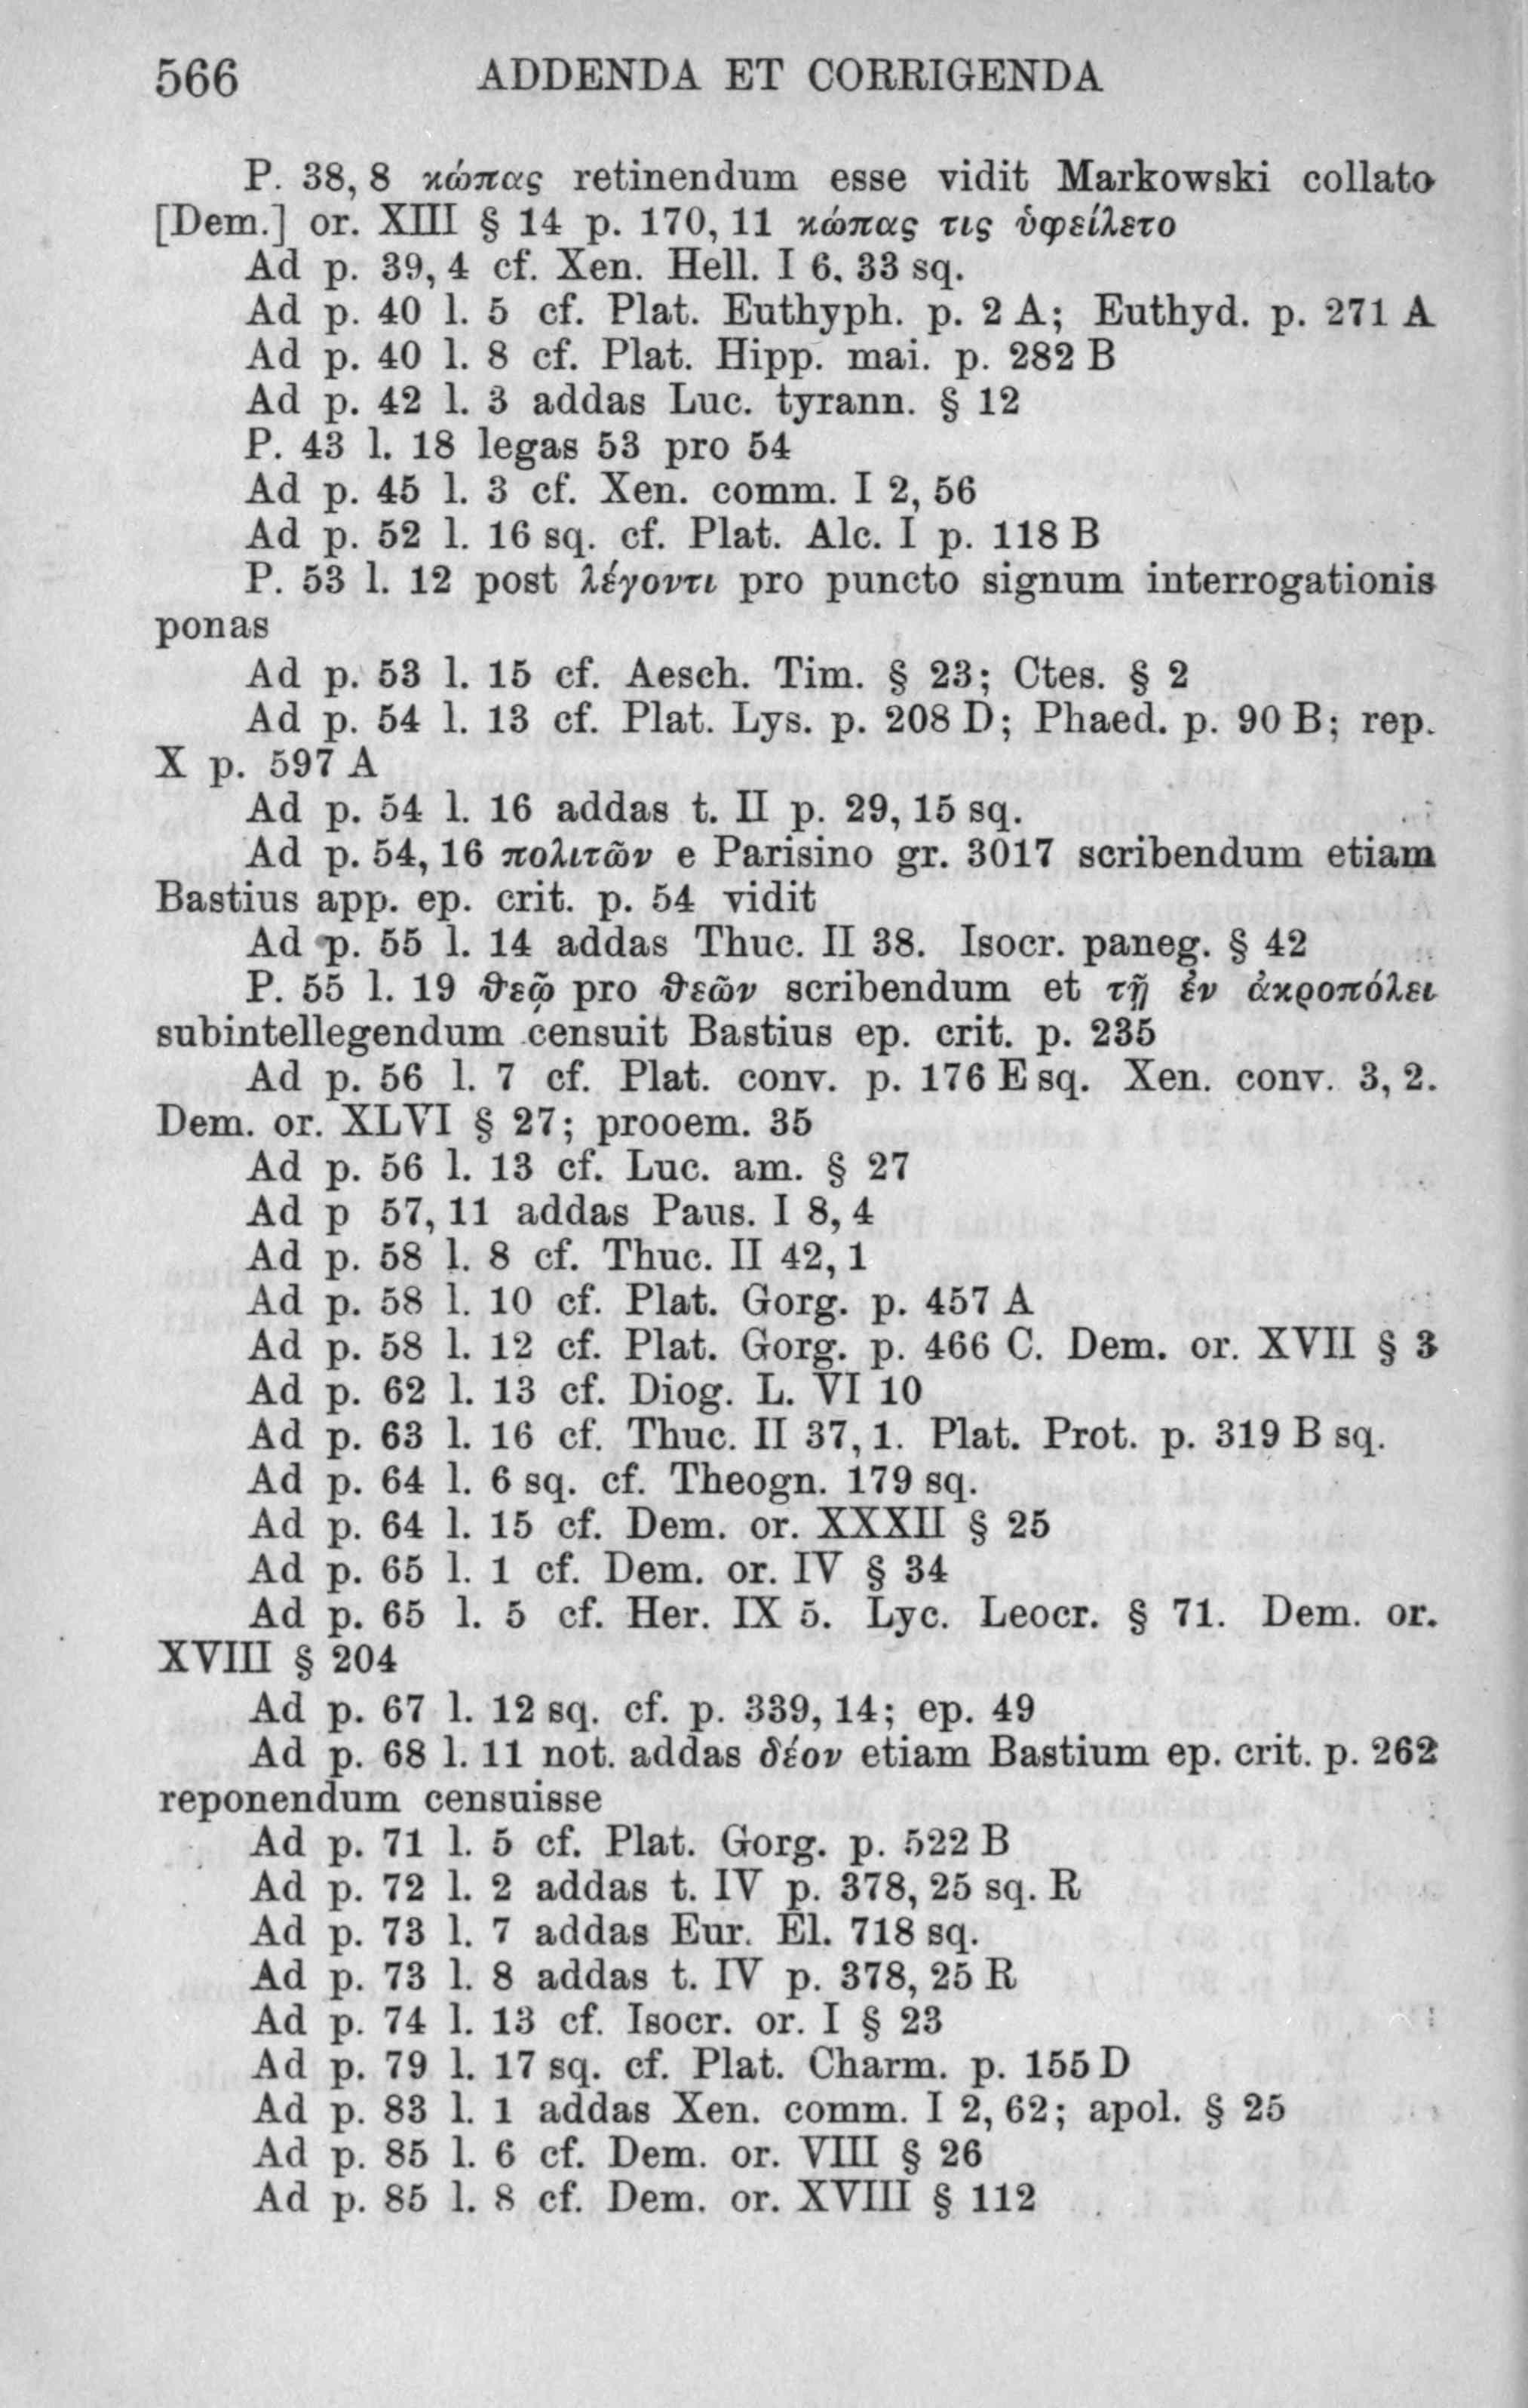 566 ADDENDA ET CORRIGENDA
P. 38, 8 κώπας retinendum esse vidit Markowski collato
[Dem.] or. XIII § 14 p. 170, 11 κώπας τις ὑφείλετο
Ad p. 39, 4 cf. Xen. Hell. I 6. 33 sq.
Ad p. 40 l. 5 cf. Plat. Euthyph. p. 2 A; Euthyd. p. 271 A
Ad p. 40 l. 8 cf. Plat. Hipp. mai. p. 282 B
Ad p. 42 l. 3 addas Luc. tyrann. § 12
P. 43 l. 18 legas 53 pro 54
Ad p. 45 l. 3 cf. Xen. comm. I 2, 56
Ad p. 52 l. 16 sq. cf. Plat. Alc. I p. 118 B
P. 53 l. 12 post λέγοντι pro puncto signum interrogationis
ponas
Ad p. 53 l. 15 cf. Aesch. Tim. § 23; Ctes. § 2
Ad p. 54 l. 13 cf. Plat. Lys. p. 208 D; Phaed. p. 90 B; rep.
X p. 597 A
Ad p. 54 l. 16 addas t. II p. 29, 15 sq.
Ad p. 54, 16 πολιτῶν e Parisino gr. 3017 scribendum etiam
Bastius app. ep. crit. p. 54 vidit
Ad p. 55 l. 14 addas Thuc. II 38. Isocr. paneg. § 42
P. 55 l. 19 ϑεῷ pro ϑεῶν scribendum et τῇ ἐν ἀκροπόλει
subintellegendum censuit Bastius ep. crit. p. 235
Ad p. 56 l. 7 cf. Plat. conv. p. 176 E sq. Xen. conv. 3, 2.
Dem. or. XLVI § 27; prooem. 35
Ad p. 56 l. 13 cf. Luc. am. § 27
Ad p 57, 11 addas Paus. I 8, 4
Ad p. 58 l. 8 cf. Thuc. II 42, 1
Ad p. 58 l. 10 cf. Plat. Gorg. p. 457 A
Ad p. 58 l. 12 cf. Plat. Gorg. p. 466 C. Dem. or. XVII § 3
Ad p. 62 l. 13 cf. Diog. L. VI 10
Ad p. 63 l. 16 cf. Thuc. II 37, 1. Plat. Prot. p. 319 B sq.
Ad p. 64 l. 6 sq. cf. Theogn. 179 sq.
Ad p. 64 l. 15 cf. Dem. or. XXXII § 25
Ad p. 65 l. 1 cf. Dem. or. IV § 34
Ad p. 65 l. 5 cf. Her. IX 5. Lyc. Leocr. § 71. Dem. or.
XVIII § 204
Ad p. 67 l. 12 sq. cf. p. 339, 14; ep. 49
Ad p. 68 l. 11 not. addas δέον etiam Bastium ep. crit. p. 262
reponendum censuisse
Ad p. 71 l. 5 cf. Plat. Gorg. p. 522 B
Ad p. 72 l. 2 addas t. IV p. 378, 25 sq. R
Ad p. 73 l. 7 addas Eur. El. 718 sq.
Ad p. 73 l. 8 addas t. IV p. 378, 25 R
Ad p. 74 l. 13 cf. Isocr. or. I § 23
Ad p. 79 l. 17 sq. cf. Plat. Charm. p. 155 D
Ad p. 83 l. 1 addas Xen. comm. I 2, 62; apol. § 25
Ad p. 85 l. 6 cf. Dem. or. VIII § 26
Ad p. 85 l. 8 cf. Dem. or. XVIII § 112